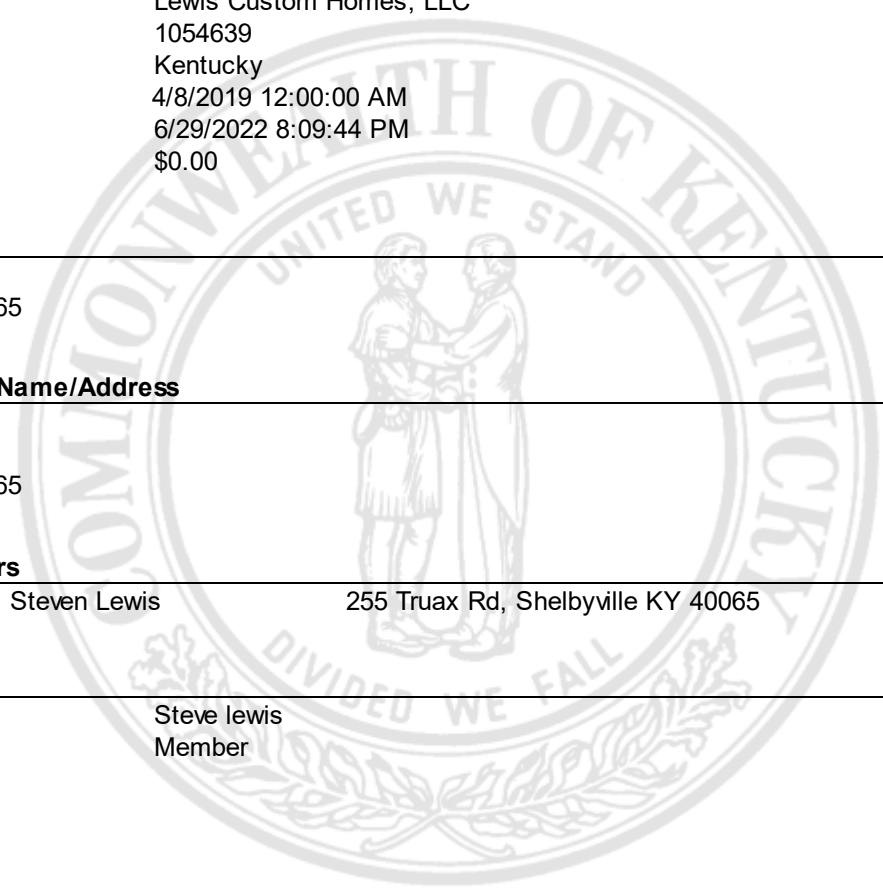 Lewis Custom Homes, LLC
1054639
Kentucky
4/8/2019 12:00:00 AM
6/29/2022 8:09:44 PM
$0.00
COMMONWEALTH OF KENTUCKY
UNITED WE STAND
65
Name/Address
65
rs
Steven Lewis 255 Truax Rd, Shelbyville KY 40065
DIVIDED WE FALL
Steve lewis
Member